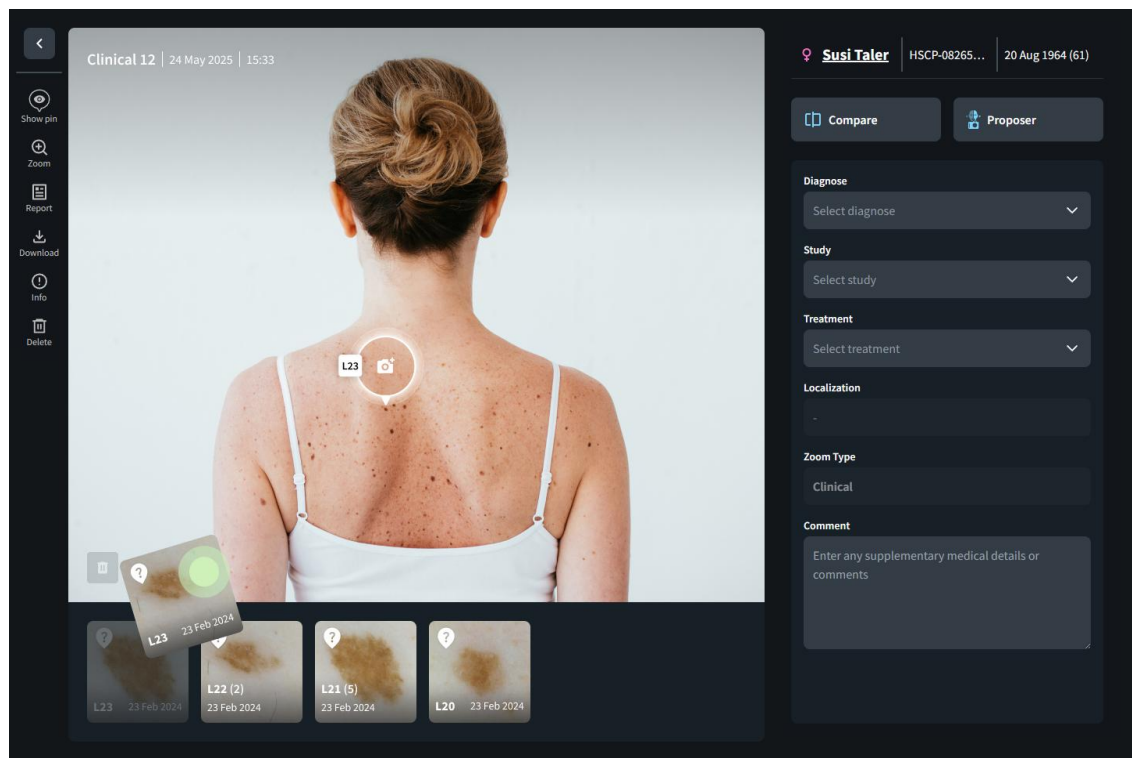 Clinical 12 | 24 May 2025 | 15:33
Show pin
Zoom
Report
Download
Info
Delete
L23
?
L23 23 Feb 2024
?
L23 23 Feb 2024
?
L22 (2)
23 Feb 2024
?
L21 (5)
23 Feb 2024
?
L20 23 Feb 2024
♀ Susi Taler | HSCP-08265... | 20 Aug 1964 (61)
Compare
Proposer
Diagnose
Select diagnose
Study
Select study
Treatment
Select treatment
Localization
-
Zoom Type
Clinical
Comment
Enter any supplementary medical details or
comments